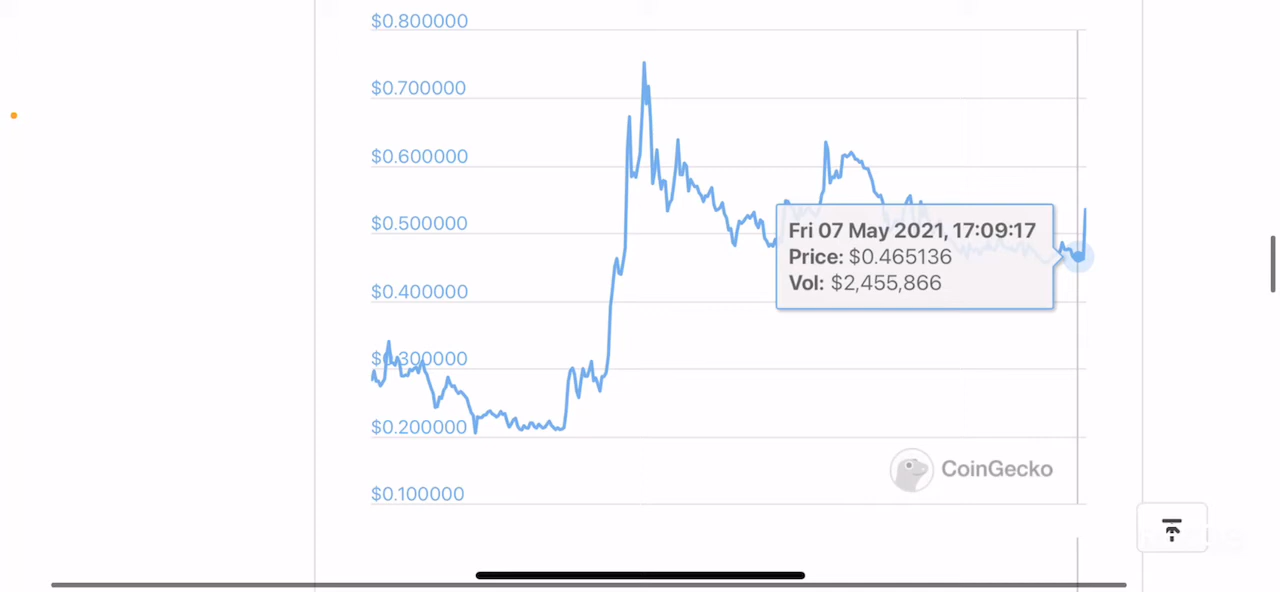 $0.800000
$0.700000
$0.600000
$0.500000
Fri 07 May 2021, 17:09:17
Price: $0.465136
Vol: $2,455,866
$0.400000
$0.300000
$0.200000
CoinGecko
$0.100000